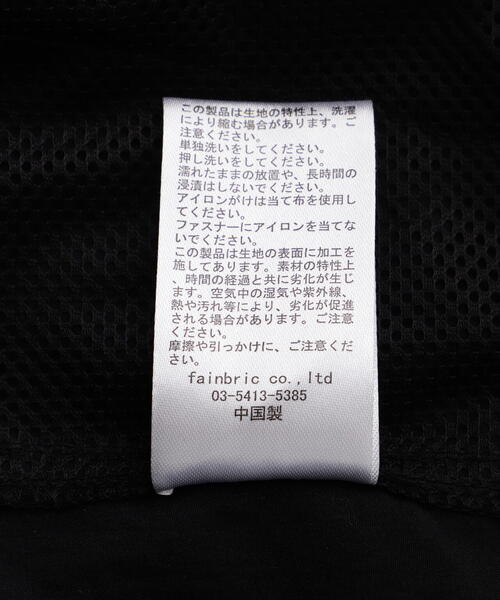 この製品は生地の特性上、洗濯
により縮む場合があります。ご
注意ください。
単独洗いをしてください。
押し洗いをしてください。
濡れたままの放置や、長時間の
浸漬はしないでください。
アイロンがけは当て布を使用し
てください。
ファスナーにアイロンを当てな
いでください。
この製品は生地の表面に加工を
施してあります。素材の特性上
、時間の経過と共に劣化が生じ
ます。空気中の湿気や紫外線、
熱や汚れ等により、劣化が促進
される場合があります。ご注意
ください。
摩擦や引っかけに、ご注意くだ
さい。
fainbric co.,ltd
03-5413-5385
中国製